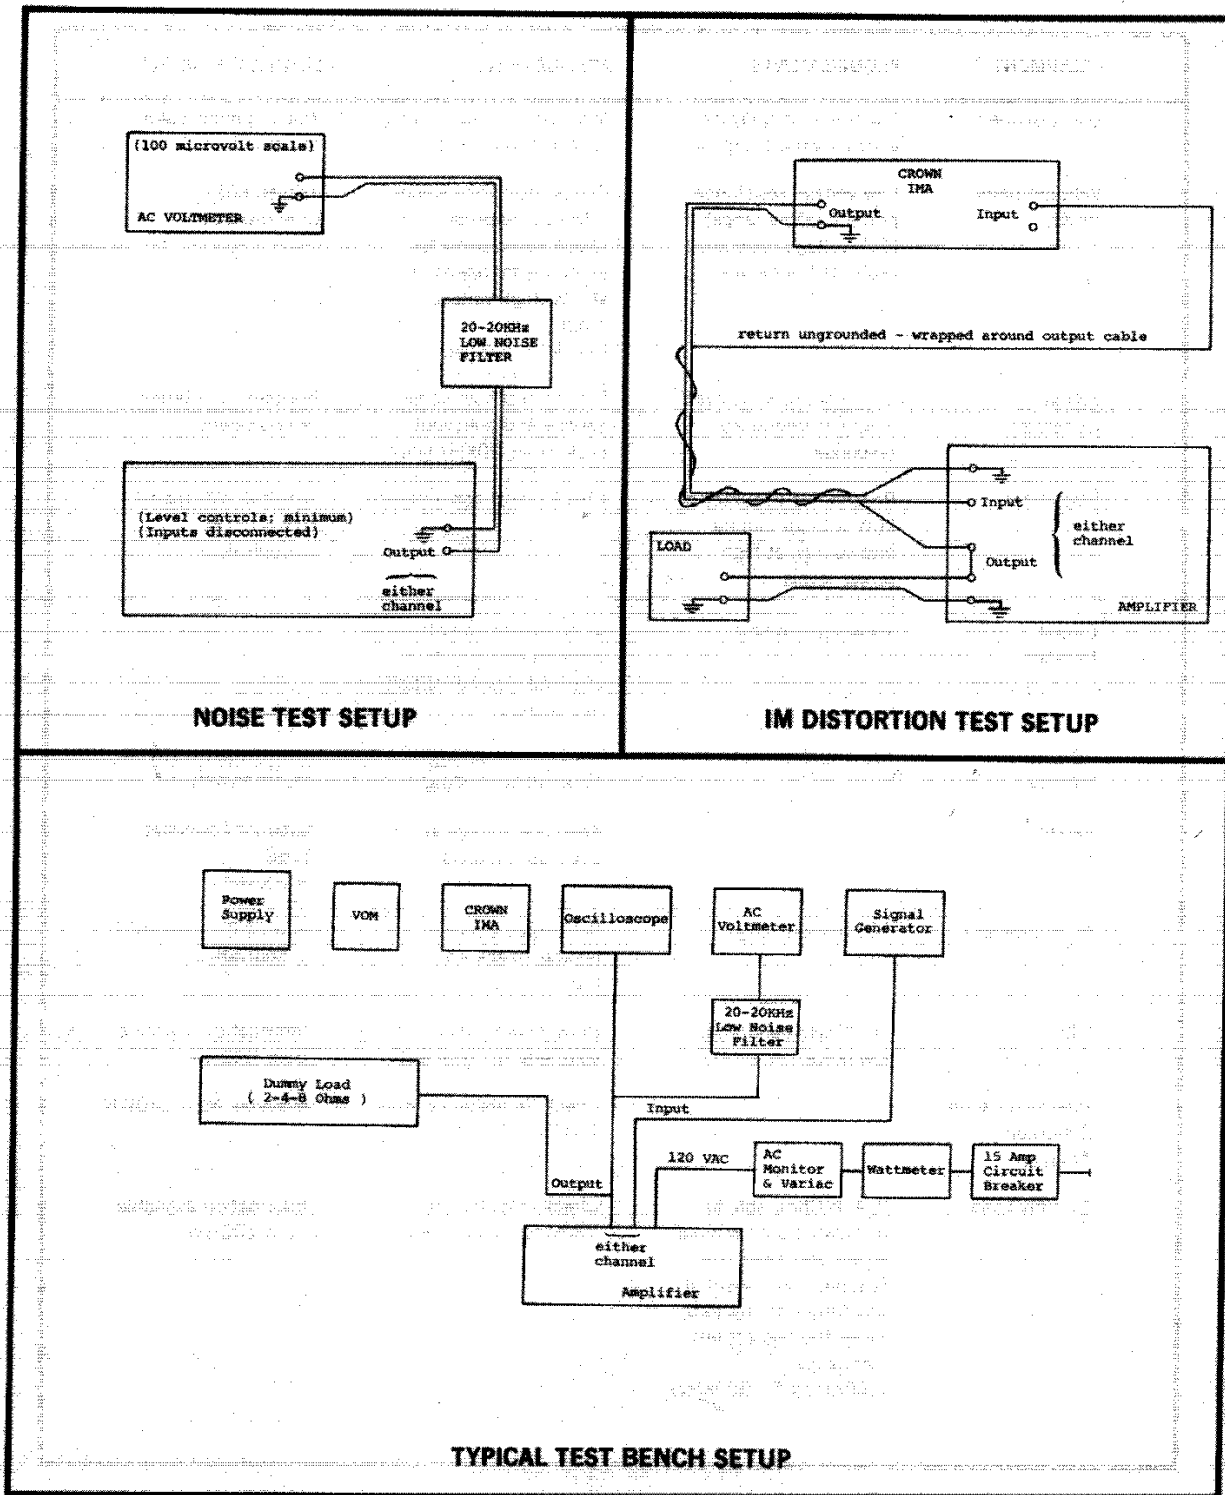 (100 microvolt scale)
AC VOLTMETER
20-20KHz
LOW NOISE
FILTER
(Level controls; minimum)
(Inputs disconnected)
Output
either
channel
NOISE TEST SETUP
CROWN
IMA
Output
Input
return ungrounded - wrapped around output cable
Input
either
channel
Output
LOAD
AMPLIFIER
IM DISTORTION TEST SETUP
Power
Supply
VOM
CROWN
IMA
Oscilloscope
AC
Voltmeter
Signal
Generator
20-20KHz
Low Noise
Filter
Dummy Load
( 2-4-8 Ohms )
Input
120 VAC
AC
Monitor
& Variac
Wattmeter
15 Amp
Circuit
Breaker
Output
either
channel
Amplifier
TYPICAL TEST BENCH SETUP